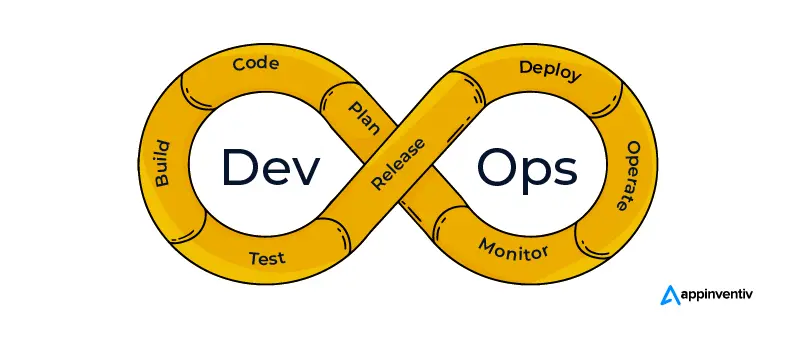 Code
Plan
Build
Dev
Test
Release
Deploy
Ops
Operate
Monitor
appinventiv